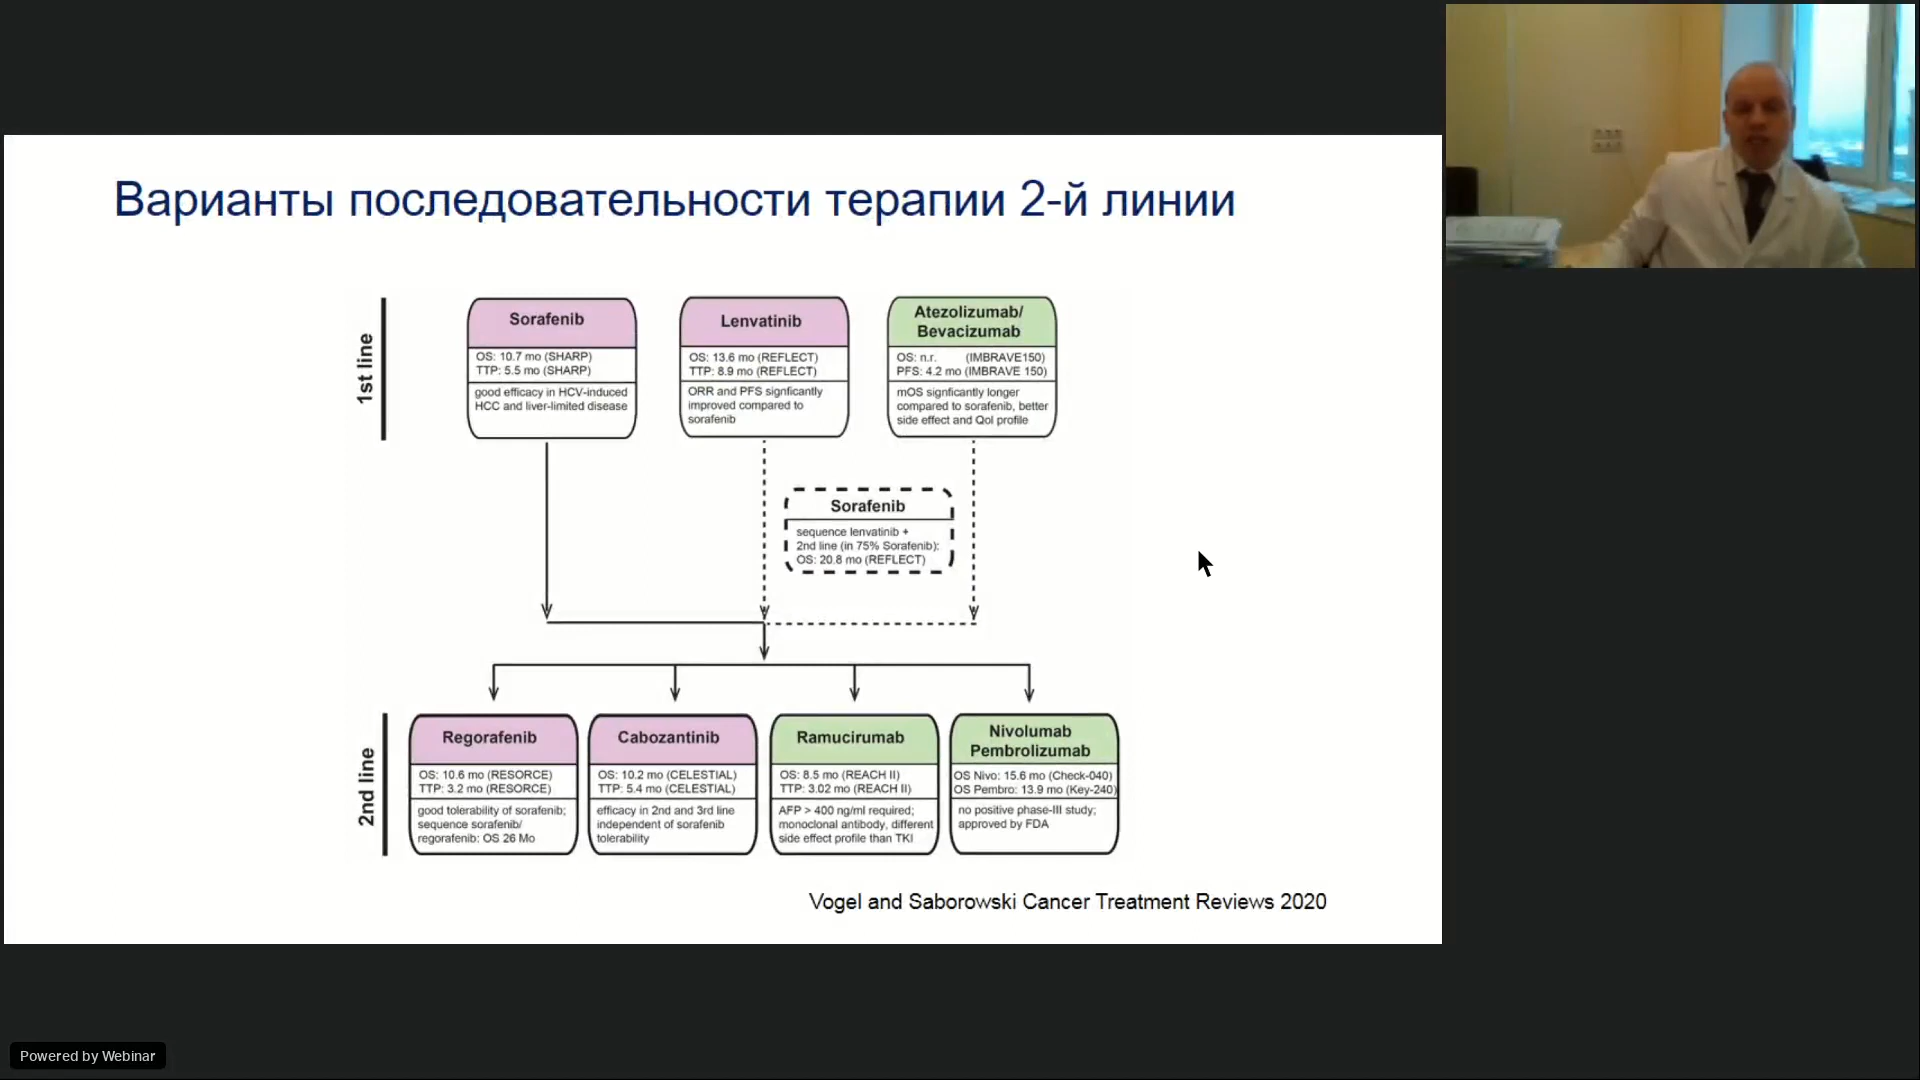 Варианты последовательности терапии 2-й линии
1st line
Sorafenib
OS: 10.7 mo (SHARP)
TTP: 5.5 mo (SHARP)
good efficacy in HCV-induced
HCC and liver-limited disease
Lenvatinib
OS: 13.6 mo (REFLECT)
TTP: 8.9 mo (REFLECT)
ORR and PFS signficantly
improved compared to
sorafenib
Atezolizumab/
Bevacizumab
OS: n.r. (IMBRAVE150)
PFS: 4.2 mo (IMBRAVE 150)
mOS signficantly longer
compared to sorafenib, better
side effect and Qol profile
Sorafenib
sequence lenvatinib +
2nd line (in 75% Sorafenib):
OS: 20.8 mo (REFLECT)
2nd line
Regorafenib
OS: 10.6 mo (RESORCE)
TTP: 3.2 mo (RESORCE)
good tolerability of sorafenib;
sequence sorafenib/
regorafenib: OS 26 Mo
Cabozantinib
OS: 10.2 mo (CELESTIAL)
TTP: 5.4 mo (CELESTIAL)
efficacy in 2nd and 3rd line
independent of sorafenib
tolerability
Ramucirumab
OS: 8.5 mo (REACH II)
TTP: 3.02 mo (REACH II)
AFP > 400 ng/ml required;
monoclonal antibody, different
side effect profile than TKI
Nivolumab
Pembrolizumab
OS Nivo: 15.6 mo (Check-040)
OS Pembro: 13.9 mo (Key-240)
no positive phase-III study;
approved by FDA
Vogel and Saborowski Cancer Treatment Reviews 2020
Powered by Webinar